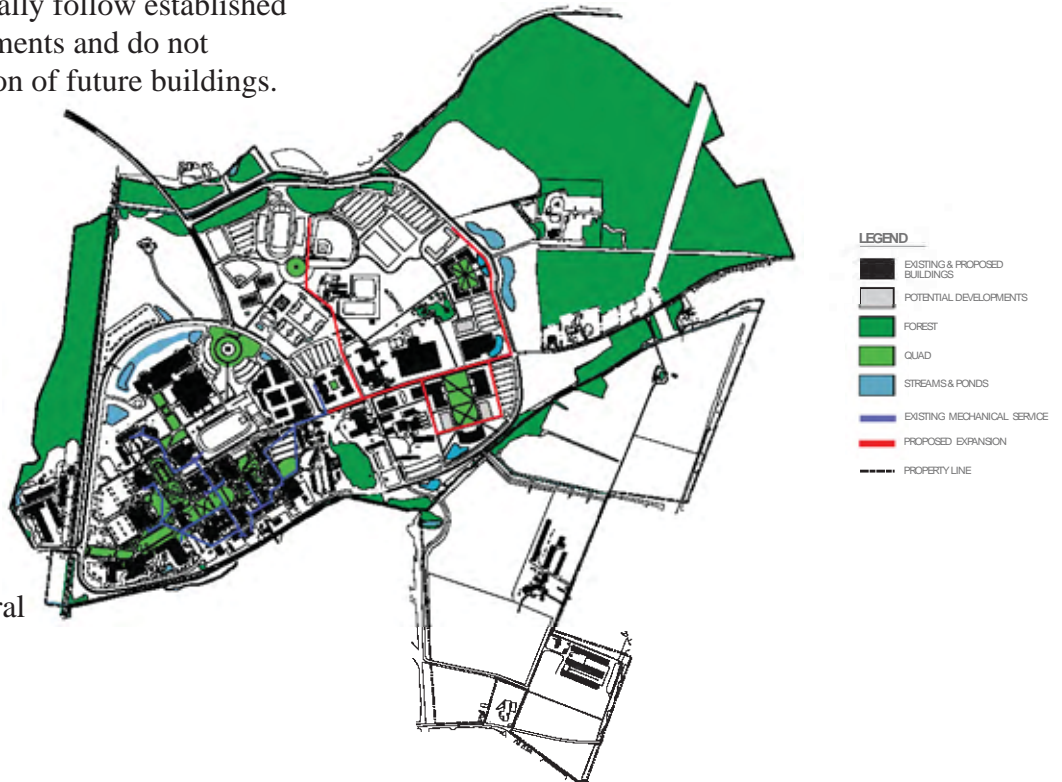 ally follow established
ments and do not
on of future buildings.
LEGEND
EXISTING & PROPOSED
BUILDINGS
POTENTIAL DEVELOPMENTS
FOREST
QUAD
STREAMS & PONDS
EXISTING MECHANICAL SERVICE
PROPOSED EXPANSION
PROPERTY LINE
ral